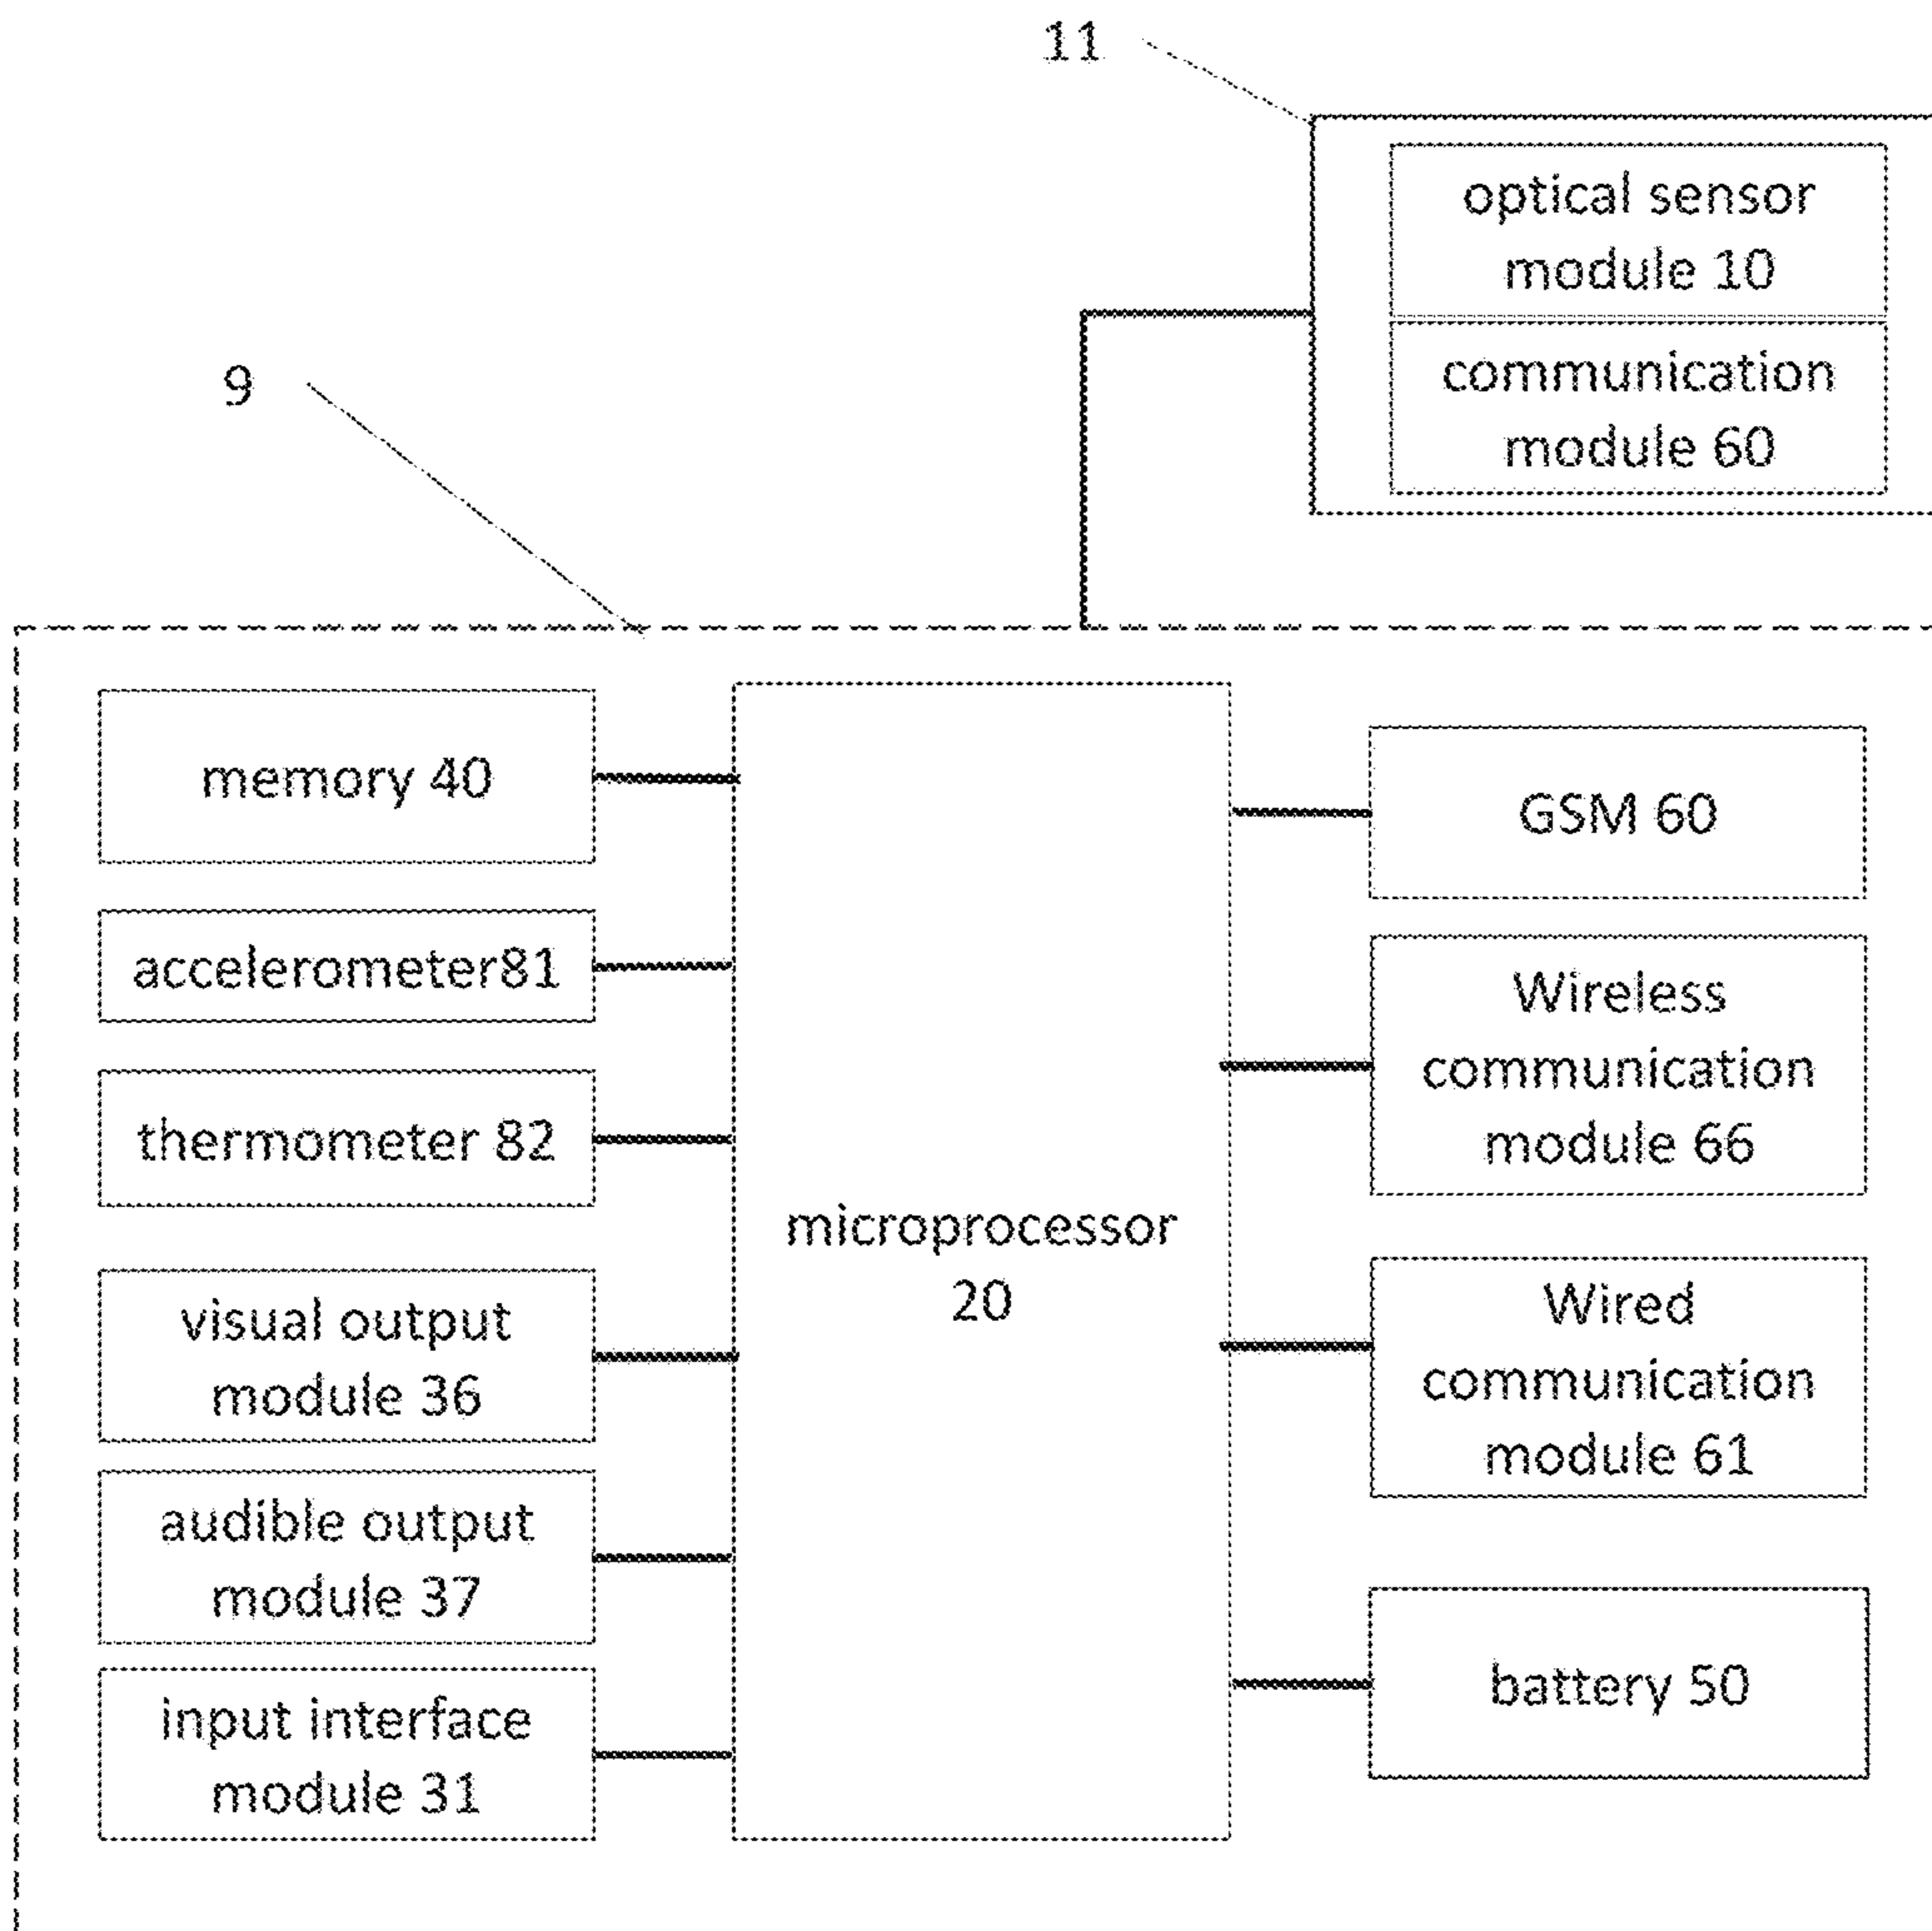 11
optical sensor
module 10
communication
module 60
9
memory 40
accelerometer81
thermometer 82
visual output
module 36
audible output
module 37
input interface
module 31
microprocessor
20
GSM 60
Wireless
communication
module 66
Wired
communication
module 61
battery 50